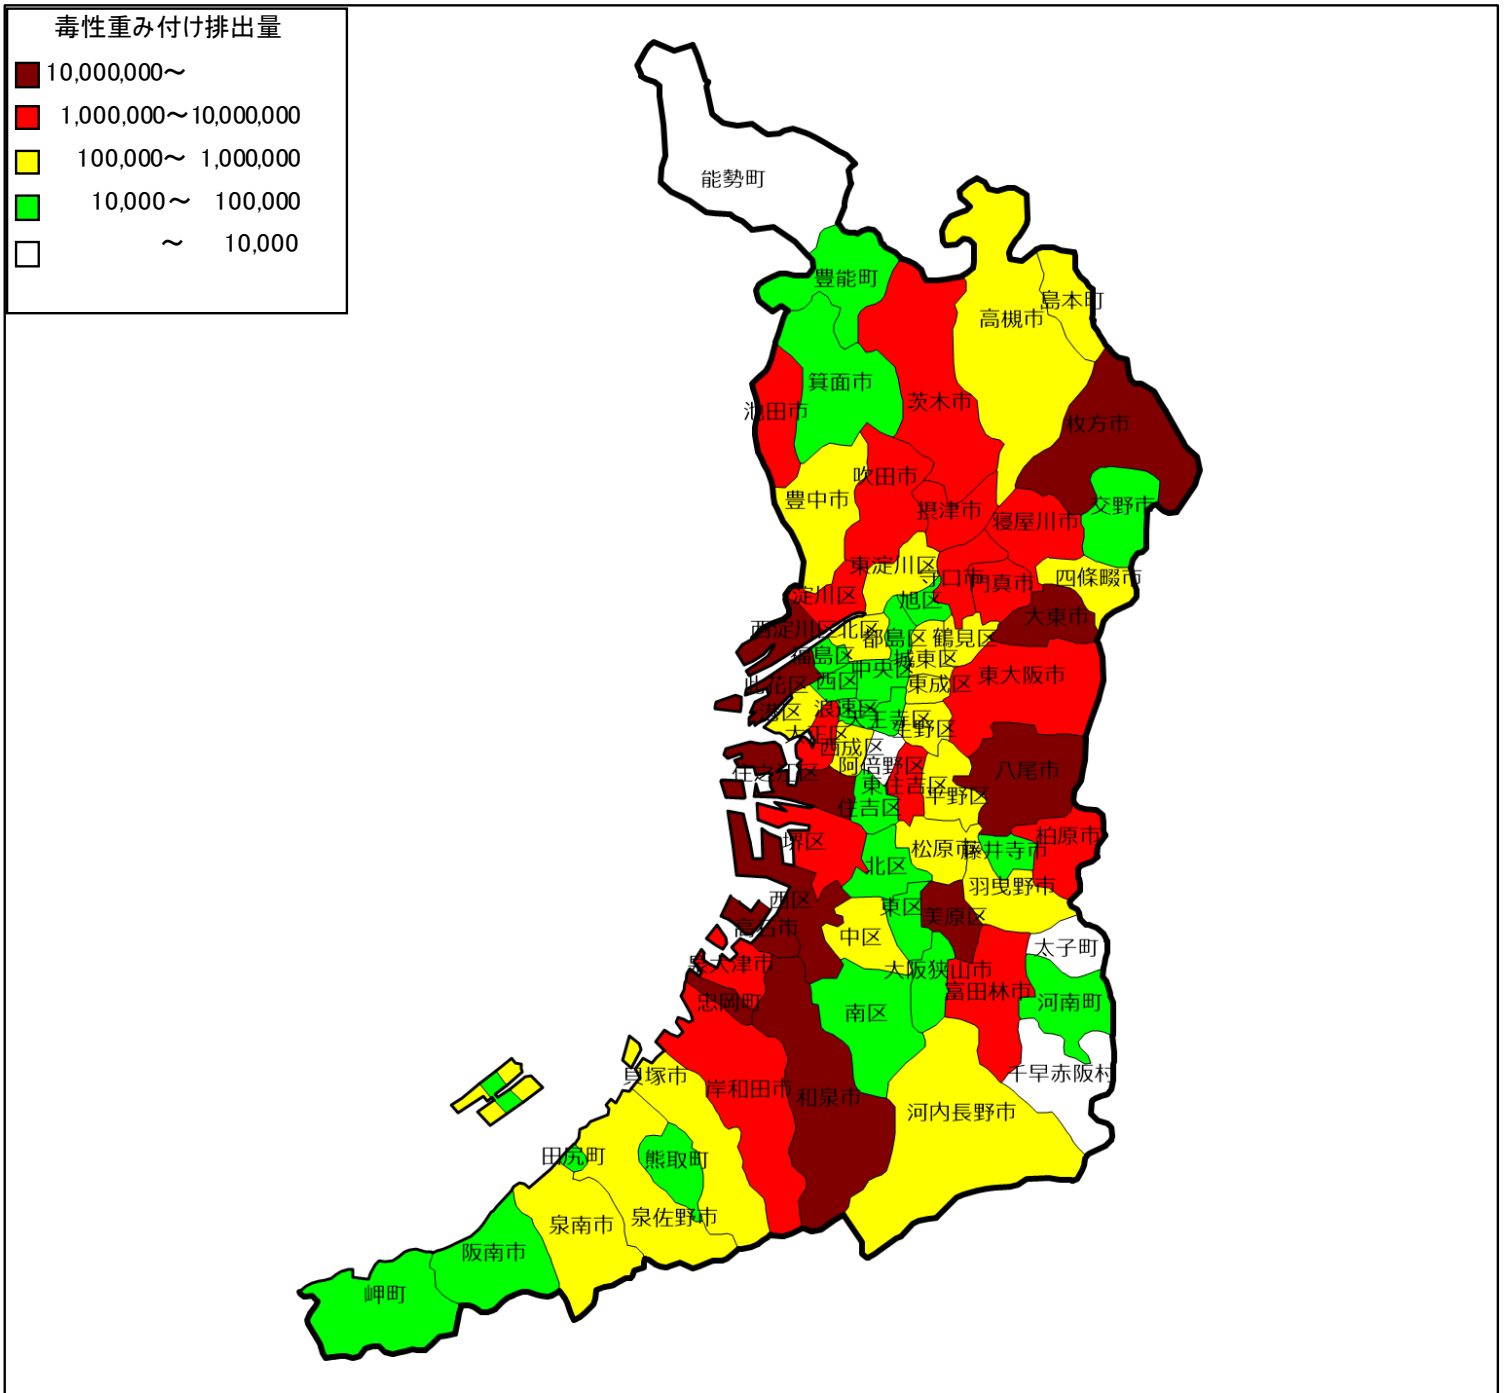 毒性重み付け排出量
10,000,000～
1,000,000～10,000,000
100,000～ 1,000,000
10,000～ 100,000
～ 10,000
能勢町
豊能町
島本町
高槻市
箕面市
茨木市
池田市
枚方市
吹田市
豊中市
交野市
摂津市
寝屋川市
東淀川区
守口市
門真市
四條畷市
淀川区
旭区
大東市
西淀川区
北区
都島区
鶴見区
福島区
城東区
中央区
東大阪市
此花区
西区
東成区
港区
浪速区
天王寺区
生野区
大正区
西成区
阿倍野区
住之江区
八尾市
東住吉区
平野区
住吉区
柏原市
堺区
松原市
藤井寺市
北区
羽曳野市
西区
東区
美原区
高石市
中区
太子町
泉大津市
大阪狭山市
富田林市
忠岡町
河南町
南区
貝塚市
千早赤阪村
岸和田市
和泉市
河内長野市
田尻町
熊取町
泉佐野市
泉南市
阪南市
岬町